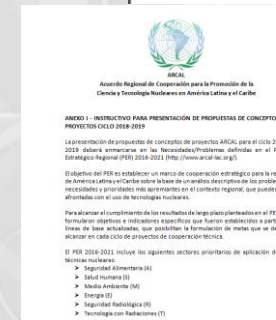 ARCAL
Acuerdo Regional de Cooperación para la Promoción de la
Ciencia y Tecnología Nucleares en América Latina y el Caribe
ANEXO I - INSTRUCTIVO PARA PRESENTACIÓN DE PROPUESTAS DE CONCEPTO
PROYECTOS CICLO 2018-2019
La presentación de propuestas de conceptos de proyectos ARCAL para el ciclo 2
2019 deberá enmarcarse en las Necesidades/Problemas definidas en el P
Estratégico Regional (PER) 2016-2021 (http://www.arcal-lac.org/).
El objetivo del PER es establecer un marco de cooperación estratégico para la re
de América Latina y el Caribe sobre la base de un análisis descriptivo de los proble
necesidades y prioridades más apremiantes en el contexto regional, que pueden
afrontadas con el uso de tecnologías nucleares.
Para alcanzar el cumplimiento de los resultados de largo plazo planteados en el PE
formularon objetivos e indicadores específicos que fueron establecidos a parti
líneas de base actualizadas, que posibilitan la formulación de metas que se de
alcanzar en cada ciclo de proyectos de cooperación técnica.
El PER 2016-2021 incluye los siguientes sectores prioritarios de aplicación d
técnicas nucleares:
➤ Seguridad Alimentaria (A)
➤ Salud Humana (S)
➤ Medio Ambiente (M)
➤ Energía (E)
➤ Seguridad Radiológica (R)
➤ Tecnología con Radiaciones (T)